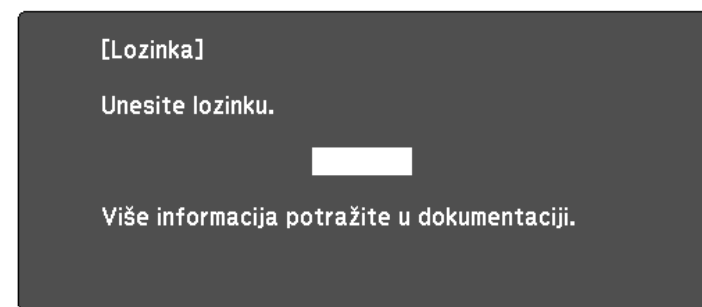 [Lozinka]
Unesite lozinku.
Više informacija potražite u dokumentaciji.